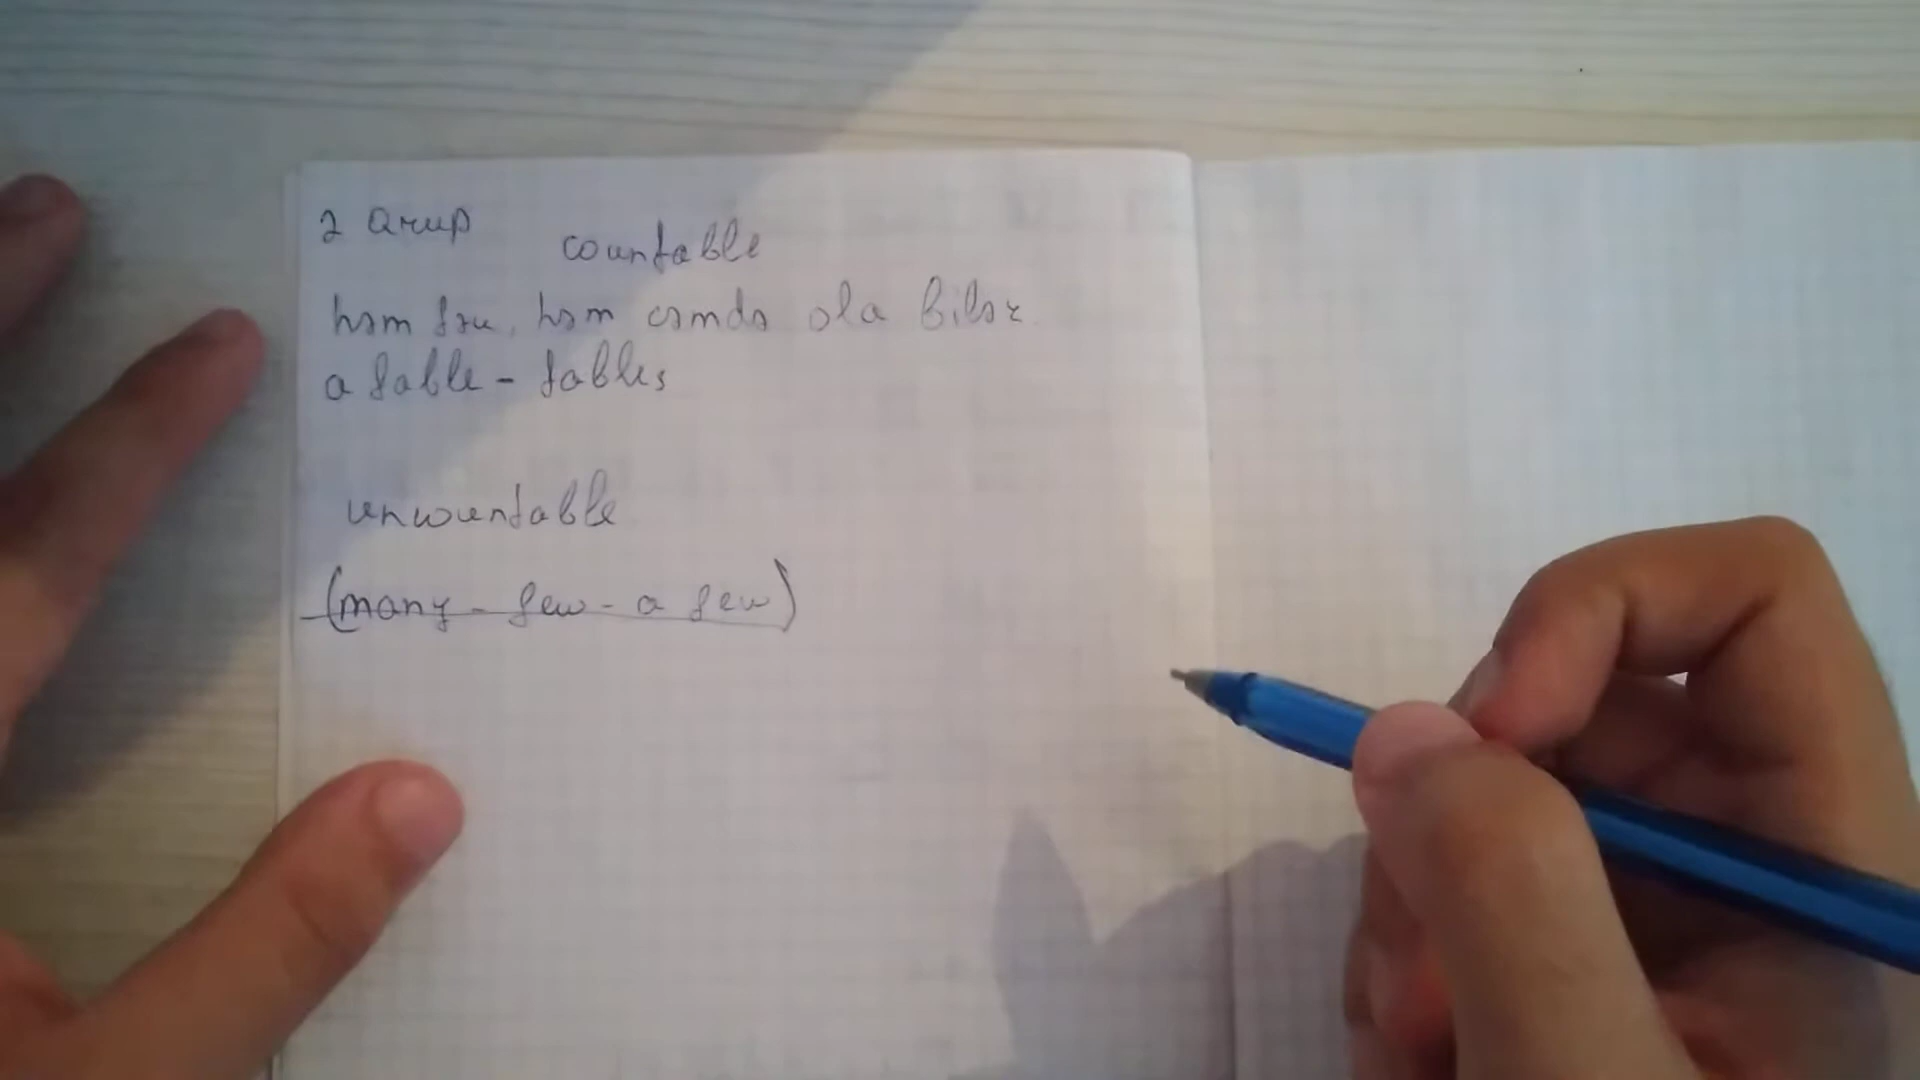 2 qrup
countable
həm tək, həm cəmdə ola bilər.
a table - tables
uncountable
(many - few - a few)